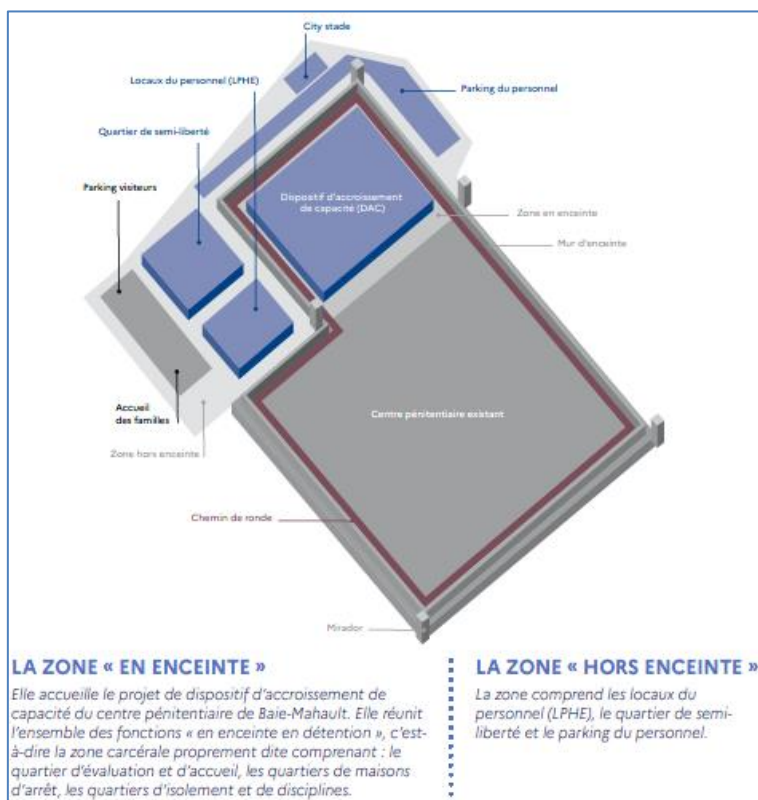 City stade
Locaux du personnel (LPHE)
Parking du personnel
Quartier de semi-liberté
Parking visiteurs
Dispositif d'accroissement
de capacité (DAC)
Zone en enceinte
Mur d'enceinte
Accueil
des familles
Centre pénitentiaire existant
Zone hors enceinte
Chemin de ronde
Mirador
LA ZONE « EN ENCEINTE »
Elle accueille le projet de dispositif d'accroissement de
capacité du centre pénitentiaire de Baie-Mahault. Elle réunit
l'ensemble des fonctions « en enceinte en détention », c'est-
à-dire la zone carcérale proprement dite comprenant : le
quartier d'évaluation et d'accueil, les quartiers de maisons
d'arrêt, les quartiers d'isolement et de disciplines.
LA ZONE « HORS ENCEINTE »
La zone comprend les locaux du
personnel (LPHE), le quartier de semi-
liberté et le parking du personnel.